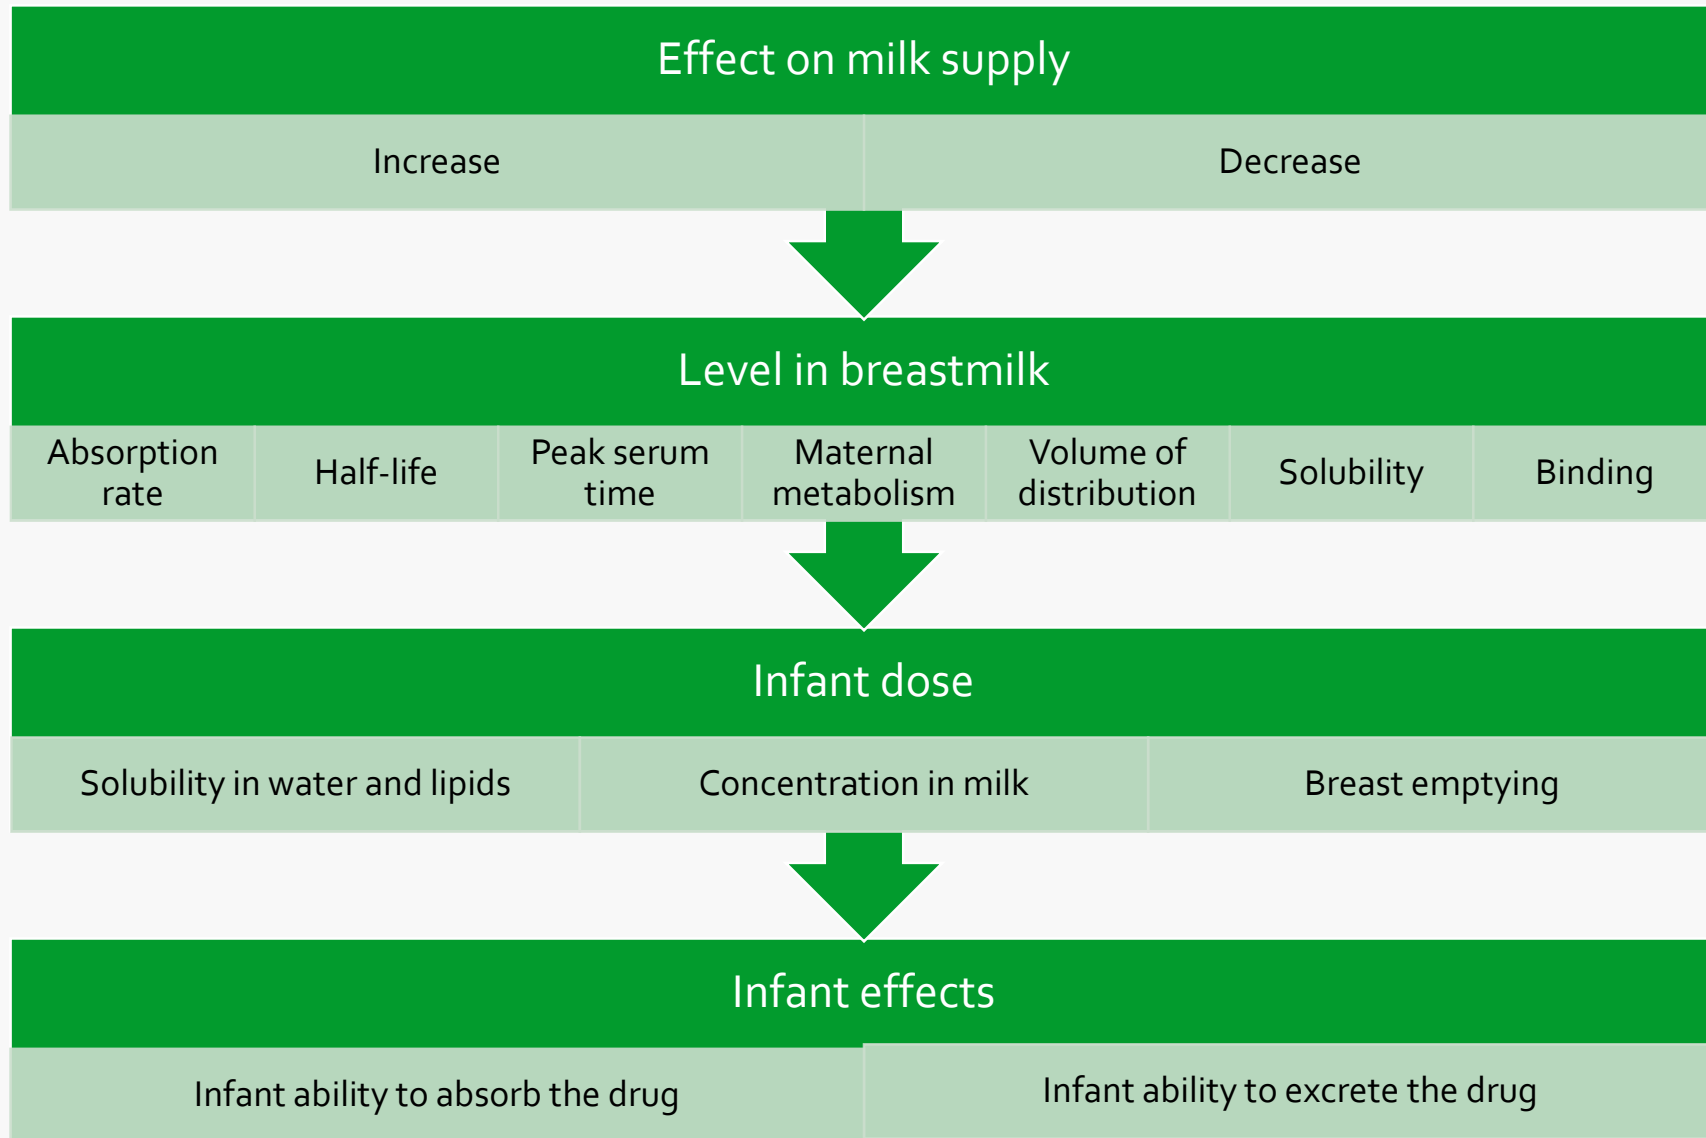 Effect on milk supply
Increase
Decrease
Level in breastmilk
Absorption
rate
Half-life
Peak serum
time
Maternal
metabolism
Volume of
distribution
Solubility
Binding
Infant dose
Solubility in water and lipids
Concentration in milk
Breast emptying
Infant effects
Infant ability to absorb the drug
Infant ability to excrete the drug